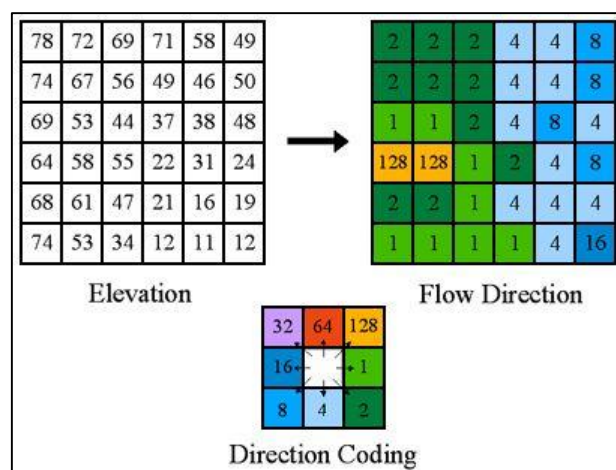 78 72 69 71 58 49
74 67 56 49 46 50
69 53 44 37 38 48
64 58 55 22 31 24
68 61 47 21 16 19
74 53 34 12 11 12
Elevation
2 2 2 4 4 8
2 2 2 4 4 8
1 1 2 4 8 4
128 128 1 2 4 8
2 2 1 4 4 4
1 1 1 1 4 16
Flow Direction
32 64 128
16 1
8 4 2
Direction Coding